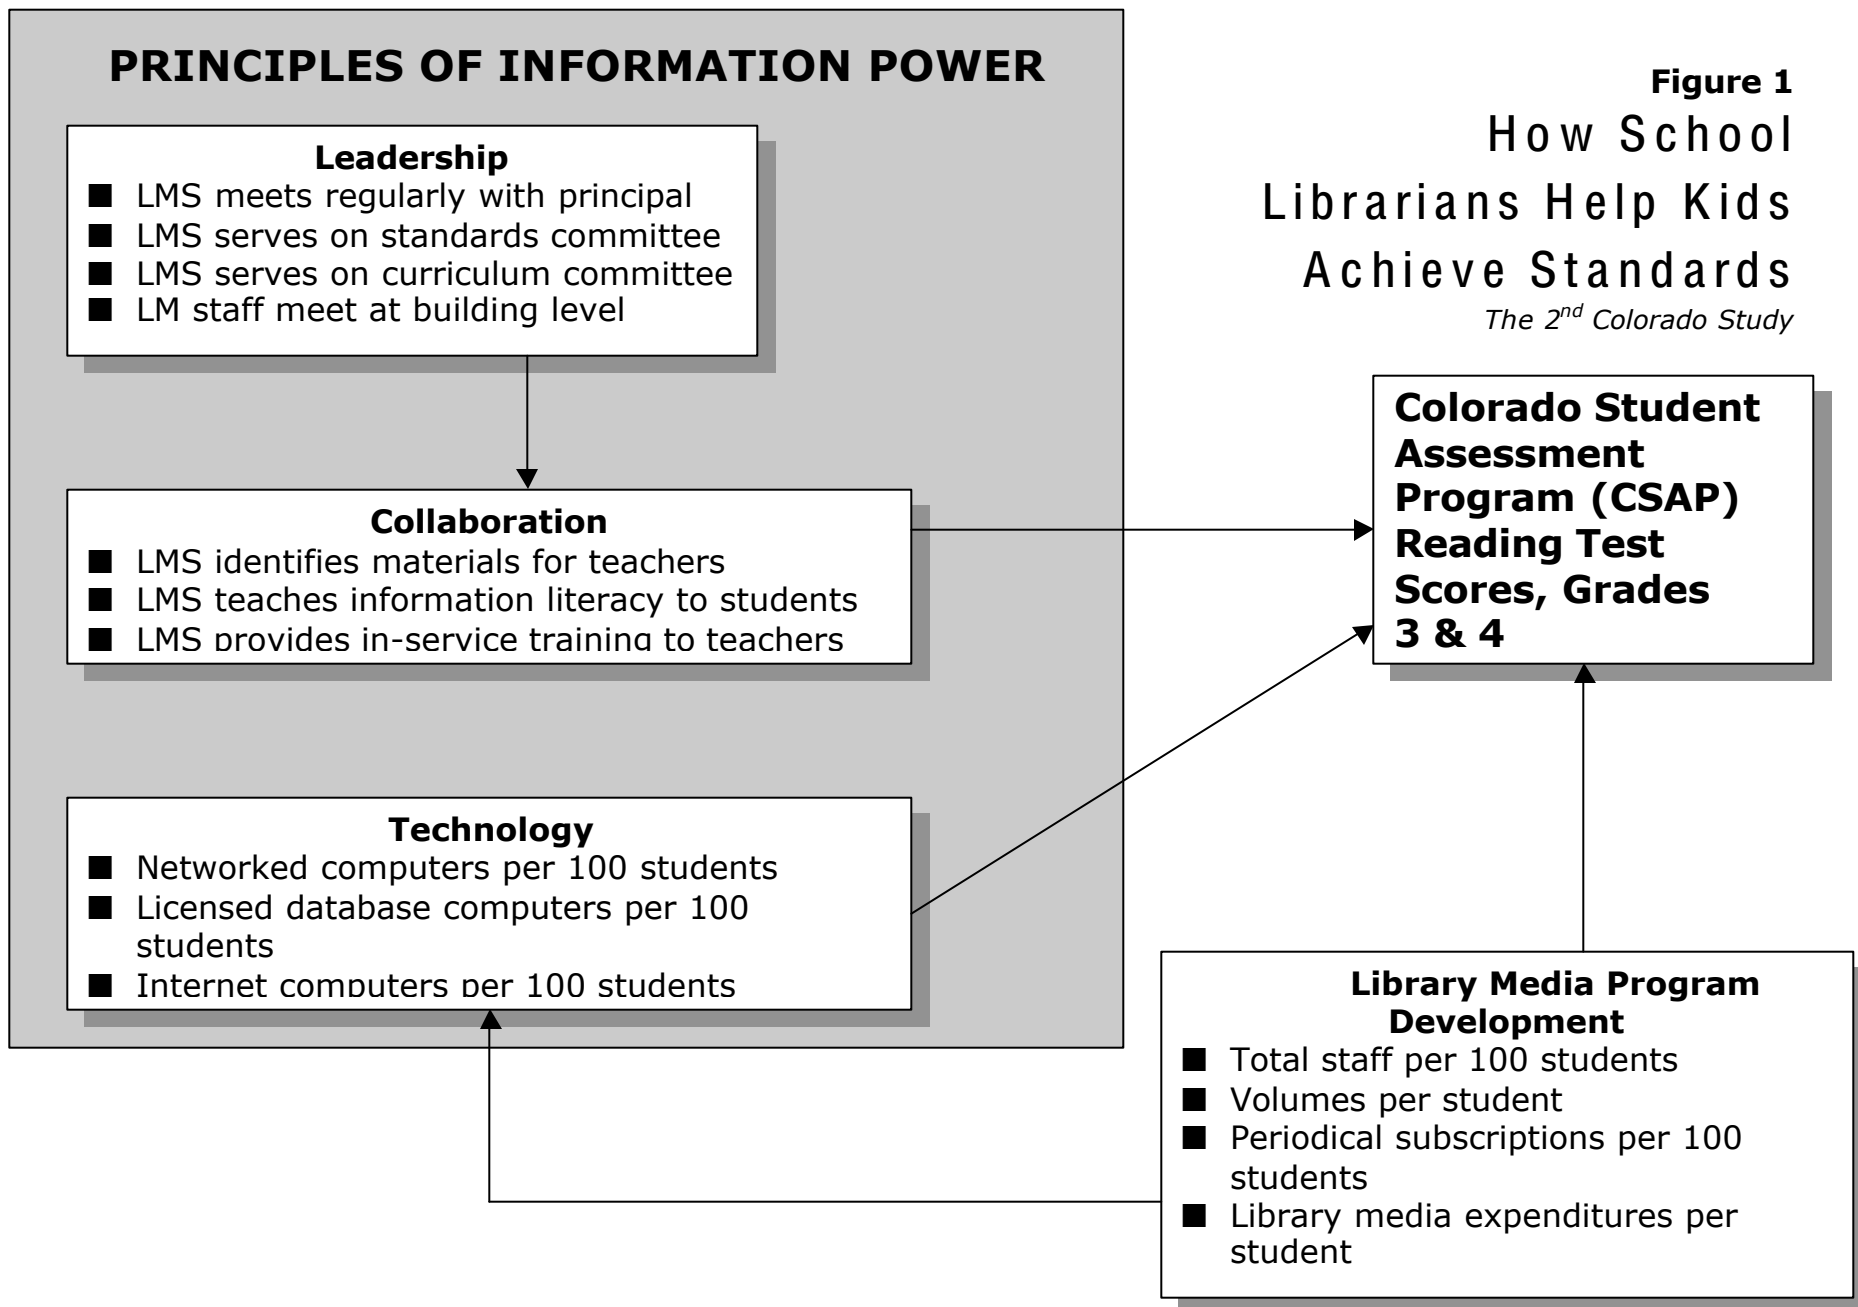 PRINCIPLES OF INFORMATION POWER
Leadership
■ LMS meets regularly with principal
■ LMS serves on standards committee
■ LMS serves on curriculum committee
■ LM staff meet at building level
Collaboration
■ LMS identifies materials for teachers
■ LMS teaches information literacy to students
■ LMS provides in-service training to teachers
Technology
■ Networked computers per 100 students
■ Licensed database computers per 100
students
■ Internet computers per 100 students
Figure 1
How School
Librarians Help Kids
Achieve Standards
The 2nd Colorado Study
Colorado Student
Assessment
Program (CSAP)
Reading Test
Scores, Grades
3 & 4
Library Media Program
Development
■ Total staff per 100 students
■ Volumes per student
■ Periodical subscriptions per 100
students
■ Library media expenditures per
student